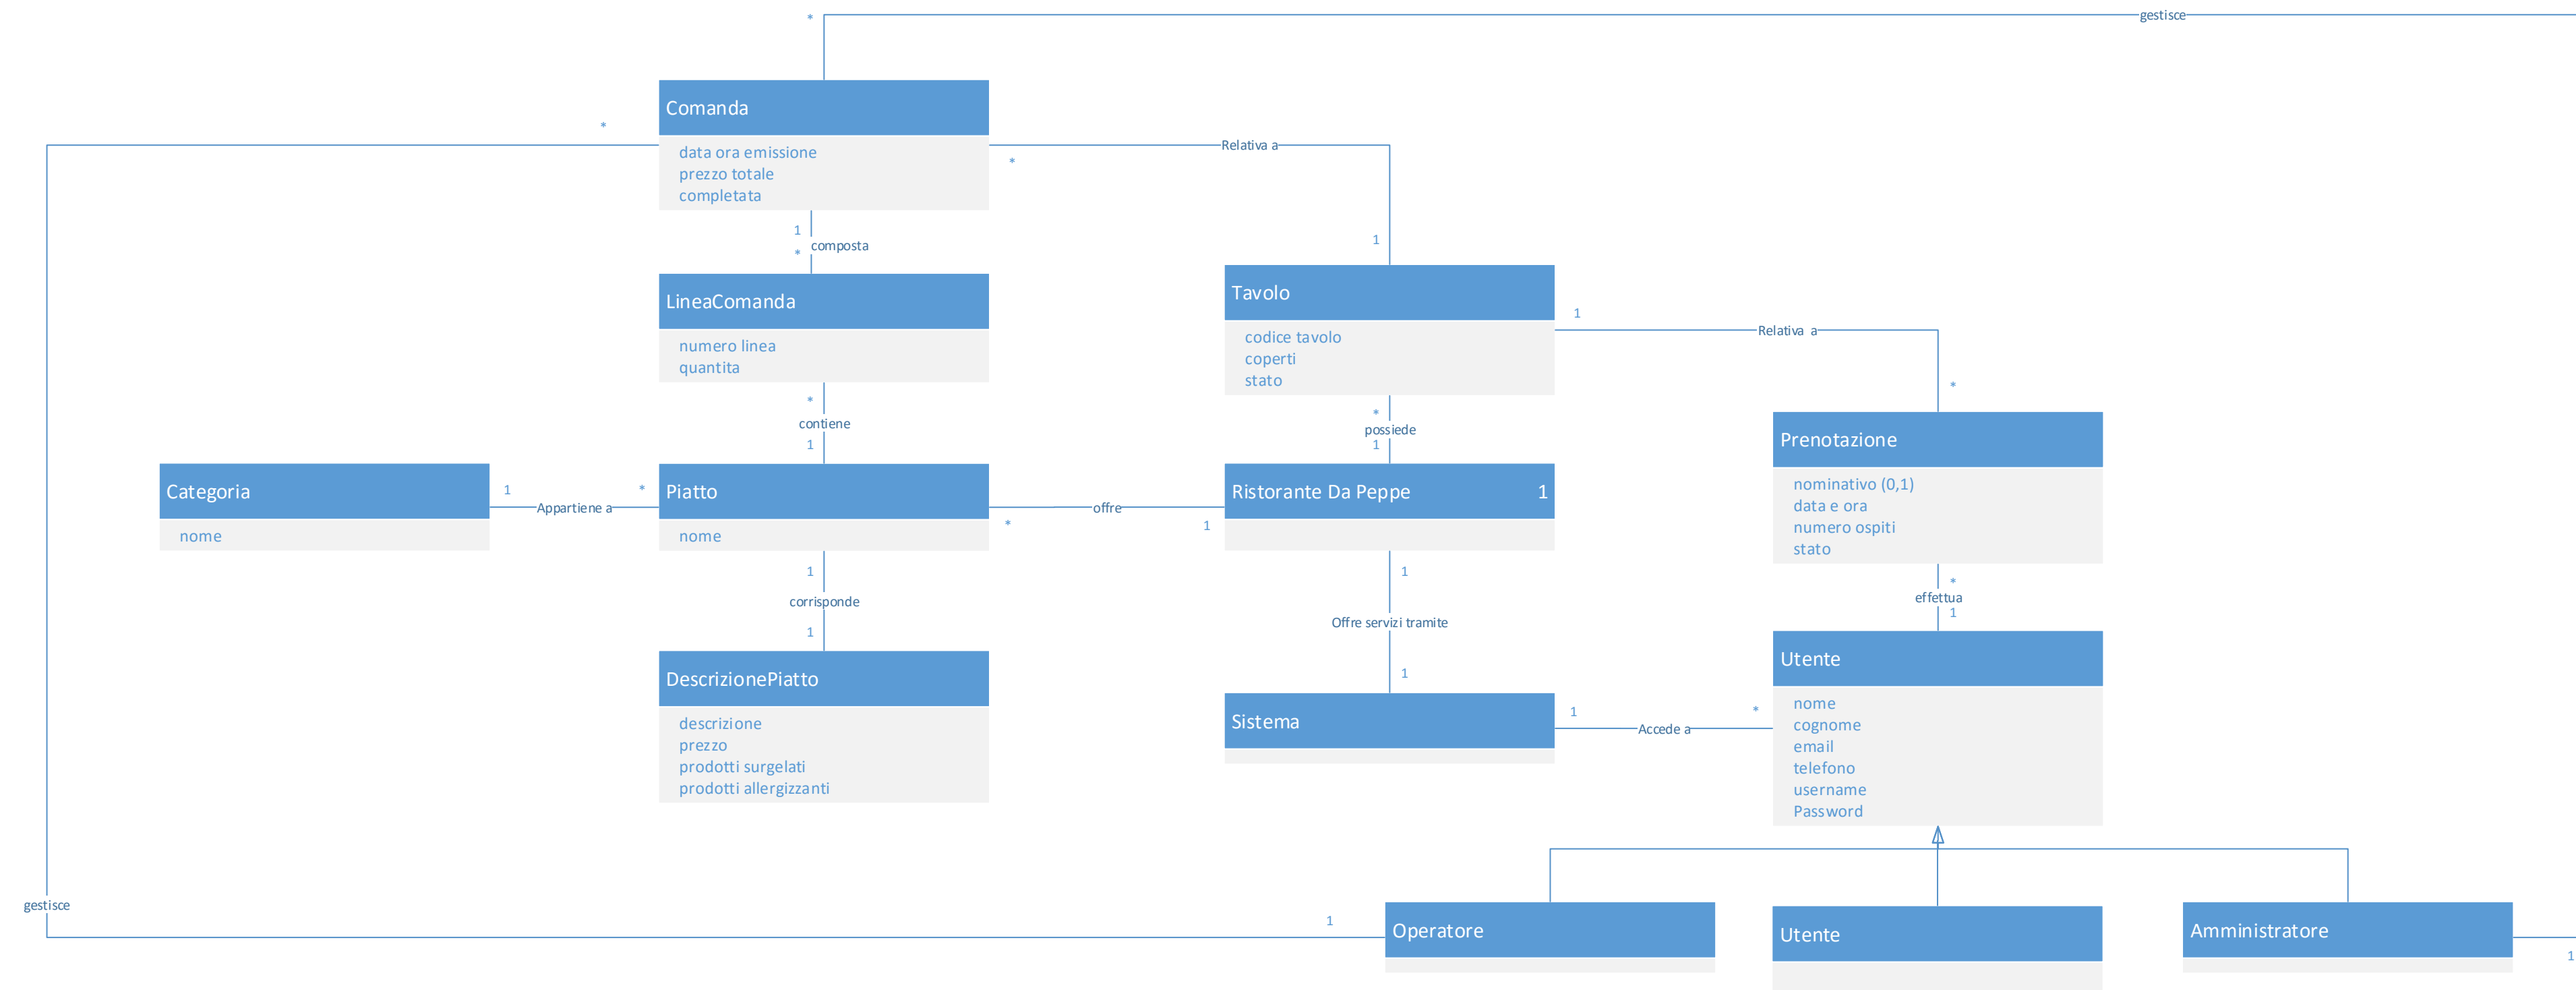 * gestisce
Comanda
data ora emissione
prezzo totale
completata
*
* Relativa a
1
1
* composta
LineaComanda
numero linea
quantita
Tavolo
codice tavolo
coperti
stato
1
Relativa  a
*
*
contiene
1
*
possiede
1
Prenotazione
nominativo (0,1)
data e ora
numero ospiti
stato
Categoria
nome
1 Appartiene a *
Piatto
nome
* offre 1
Ristorante Da Peppe 1
1
corrisponde
1
1
Offre servizi tramite
1
*
effettua
1
DescrizionePiatto
descrizione
prezzo
prodotti surgelati
prodotti allergizzanti
Sistema
1 Accede a *
Utente
nome
cognome
email
telefono
username
Password
gestisce
1
Operatore
Utente
Amministratore
1